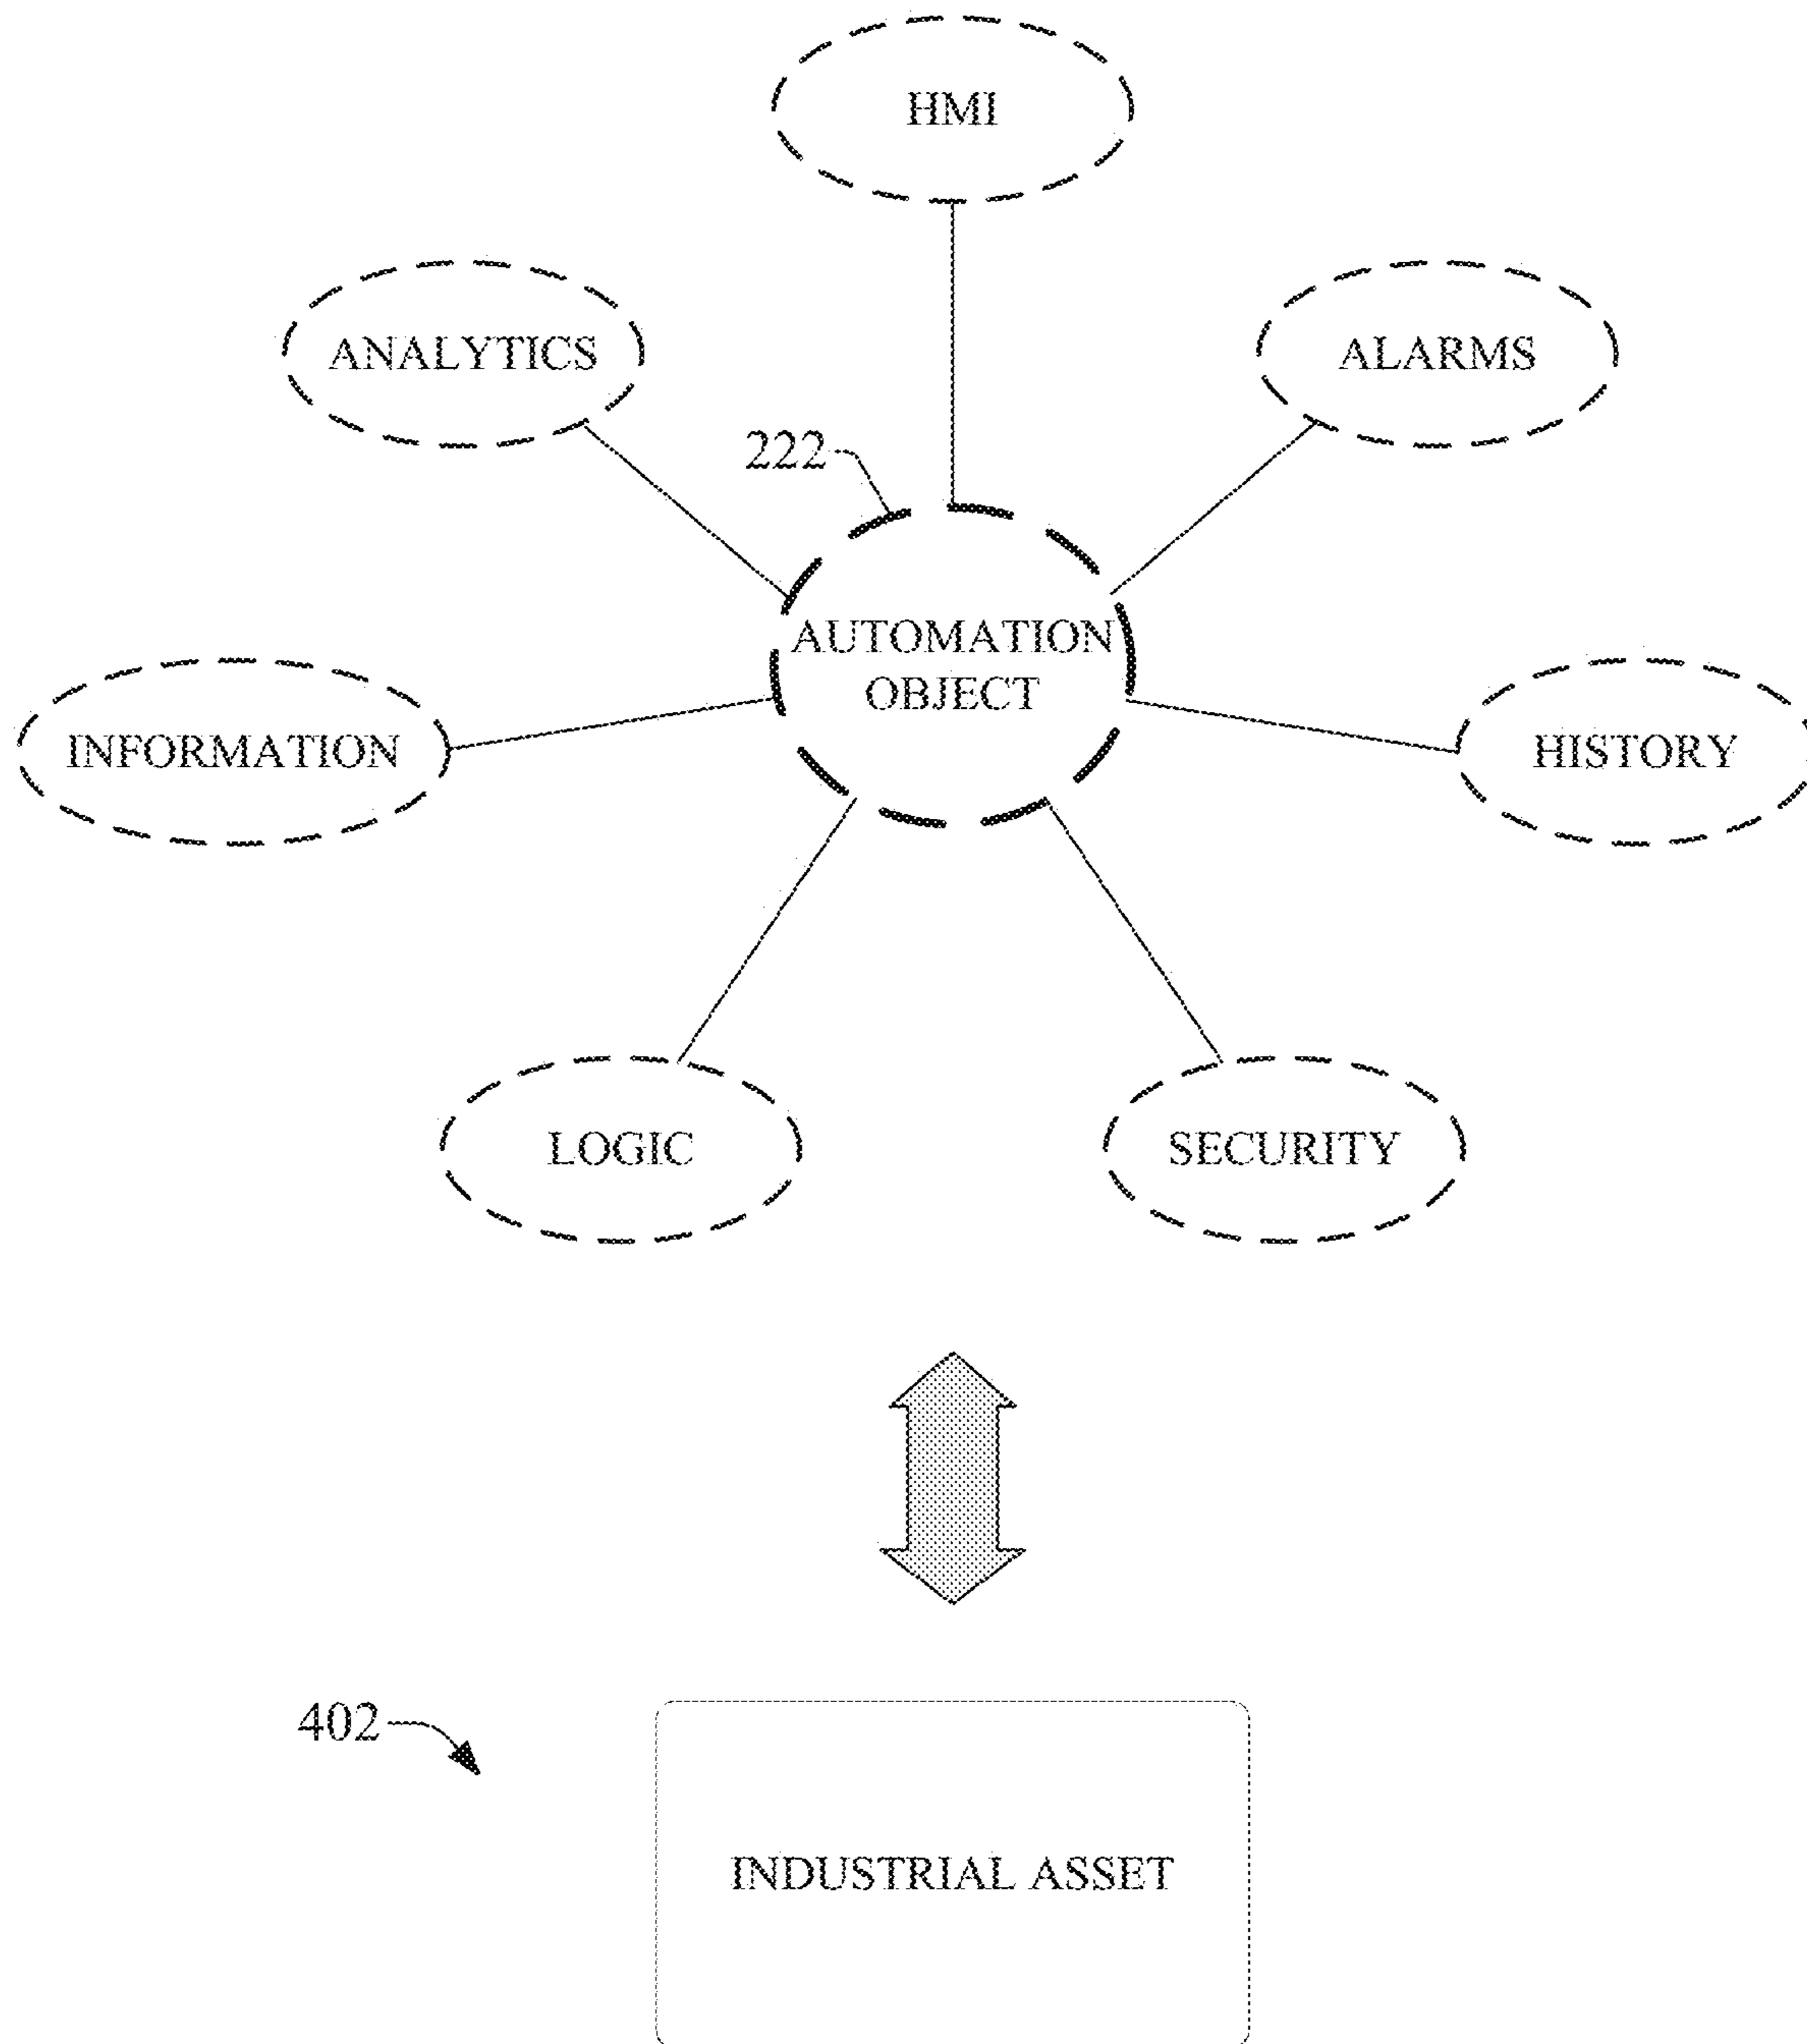 HMI
ANALYTICS
ALARMS
222
AUTOMATION
OBJECT
INFORMATION
HISTORY
LOGIC
SECURITY
402
INDUSTRIAL ASSET